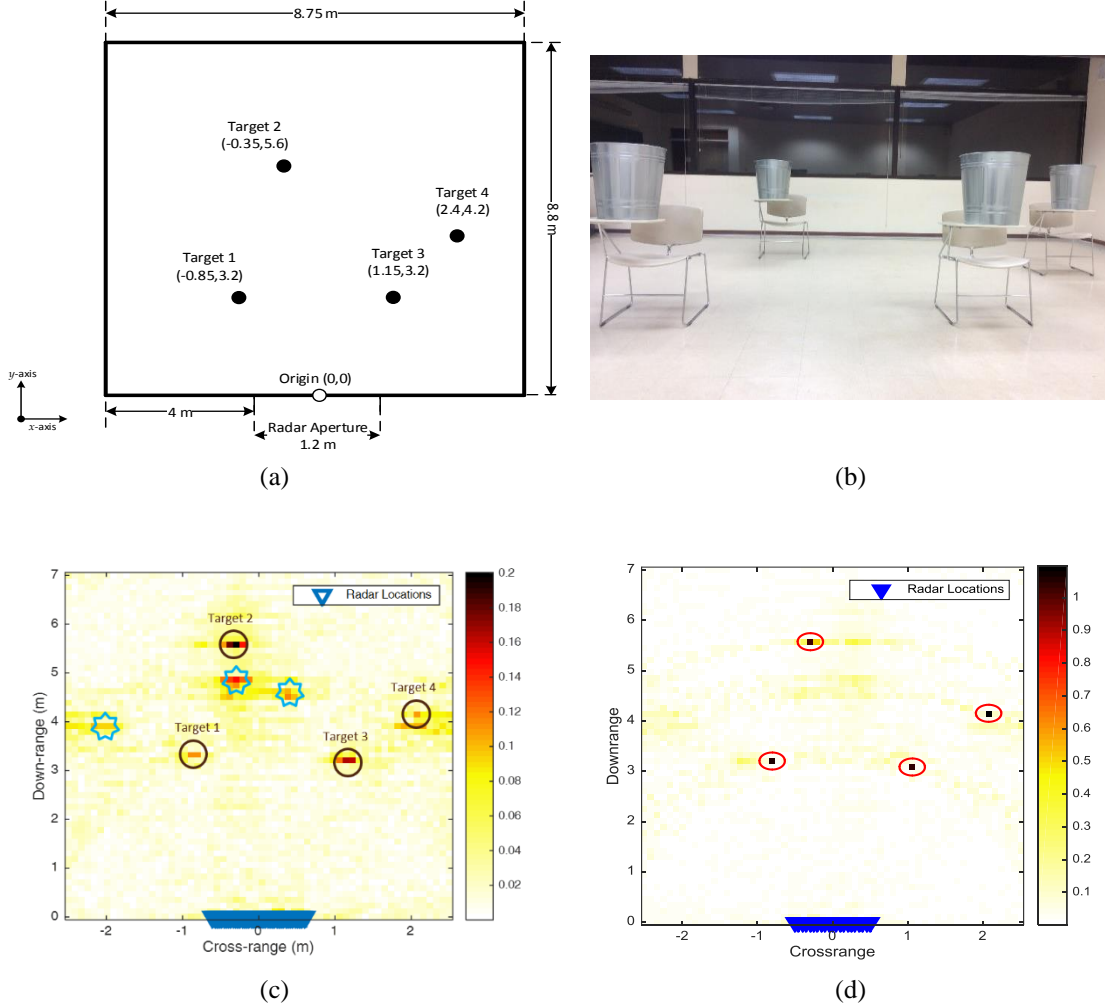 8.75 m
Target 2
(-0.35,5.6)
Target 4
(2.4,4.2)
8.8 m
Target 1
(-0.85,3.2)
Target 3
(1.15,3.2)
Origin (0,0)
y-axis
x-axis
4 m
Radar Aperture
1.2 m
(a)
(b)
7
6
5
4
3
2
1
0
Down-range (m)
-2
-1
0
1
2
Cross-range (m)
Radar Locations
Target 2
Target 4
Target 1
Target 3
0.2
0.18
0.16
0.14
0.12
0.1
0.08
0.06
0.04
0.02
(c)
7
6
5
4
3
2
1
0
Downrange
-2
-1
0
1
2
Crossrange
Radar Locations
1
0.9
0.8
0.7
0.6
0.5
0.4
0.3
0.2
0.1
(d)